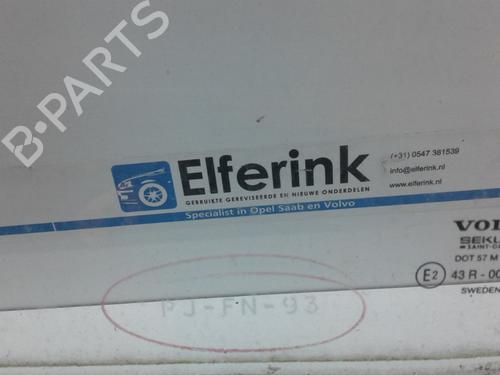 B-PARTS
Elferink
GEBRUIKTE GEREVISEERDE EN NIEUWE ONDERDELEN
Specialist in Opel Saab en Volvo
(+31) 0547 381539
info@elferink.nl
www.elferink.nl
VOL
SEKU
SAINT-G
DOT 57 M
E2 43 R - 00
SWEDEN
PJ-FN-93